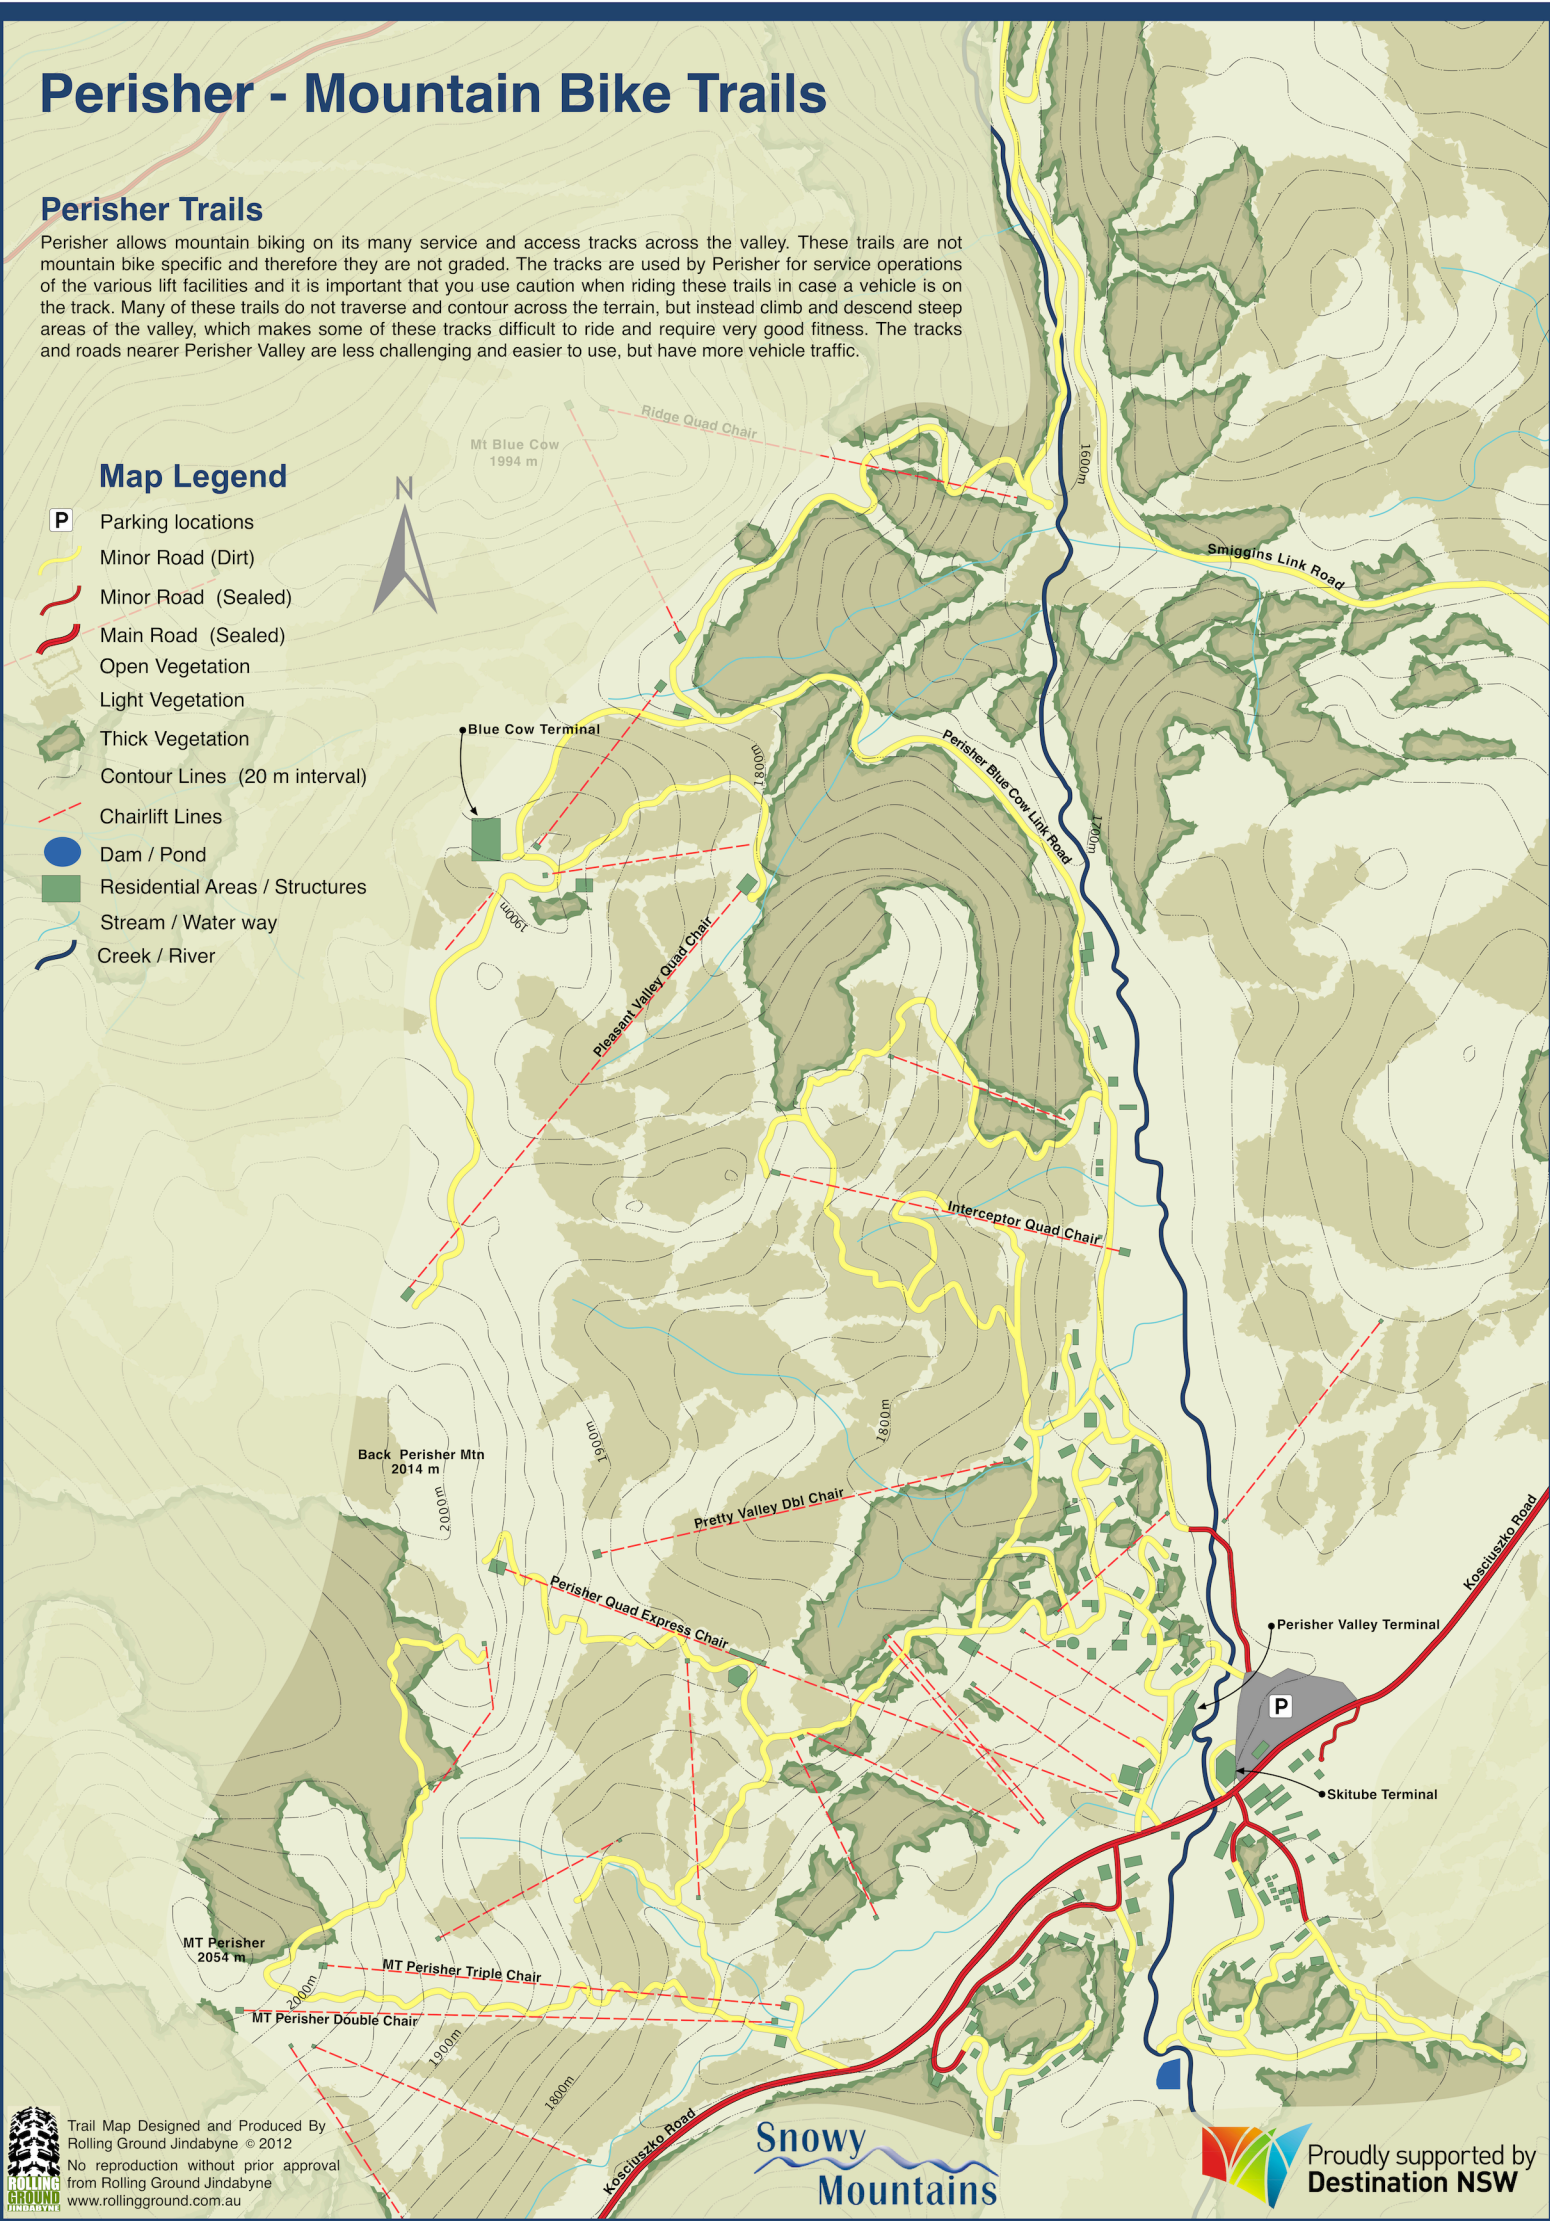 Perisher - Mountain Bike Trails
Perisher Trails
Perisher allows mountain biking on its many service and access tracks across the valley. These trails are not
mountain bike specific and therefore they are not graded. The tracks are used by Perisher for service operations
of the various lift facilities and it is important that you use caution when riding these trails in case a vehicle is on
the track. Many of these trails do not traverse and contour across the terrain, but instead climb and descend steep
areas of the valley, which makes some of these tracks difficult to ride and require very good fitness. The tracks
and roads nearer Perisher Valley are less challenging and easier to use, but have more vehicle traffic.
Ridge Quad Chair
Mt Blue Cow
1994 m
1600m
Map Legend
N
P
Parking locations
Minor Road (Dirt)
Minor Road (Sealed)
Main Road (Sealed)
Open Vegetation
Light Vegetation
Thick Vegetation
Contour Lines (20 m interval)
Chairlift Lines
Dam / Pond
Residential Areas / Structures
Stream / Water way
Creek / River
Smiggins Link Road
Blue Cow Terminal
1800m
Perisher Blue Cow Link Road
1700m
1900m
Pleasant Valley Quad Chair
Interceptor Quad Chair
1800m
1900m
Back Perisher Mtn
2014 m
2000m
Pretty Valley Dbl Chair
Kosciuszko Road
Perisher Quad Express Chair
Perisher Valley Terminal
P
Skitube Terminal
MT Perisher
2054 m
MT Perisher Triple Chair
2000m
MT Perisher Double Chair
1900m
1800m
Kosciuszko Road
Trail Map Designed and Produced By
Rolling Ground Jindabyne © 2012
No reproduction without prior approval
from Rolling Ground Jindabyne
www.rollingground.com.au
ROLLING
GROUND
JINDABYNE
Snowy
Mountains
Proudly supported by
Destination NSW